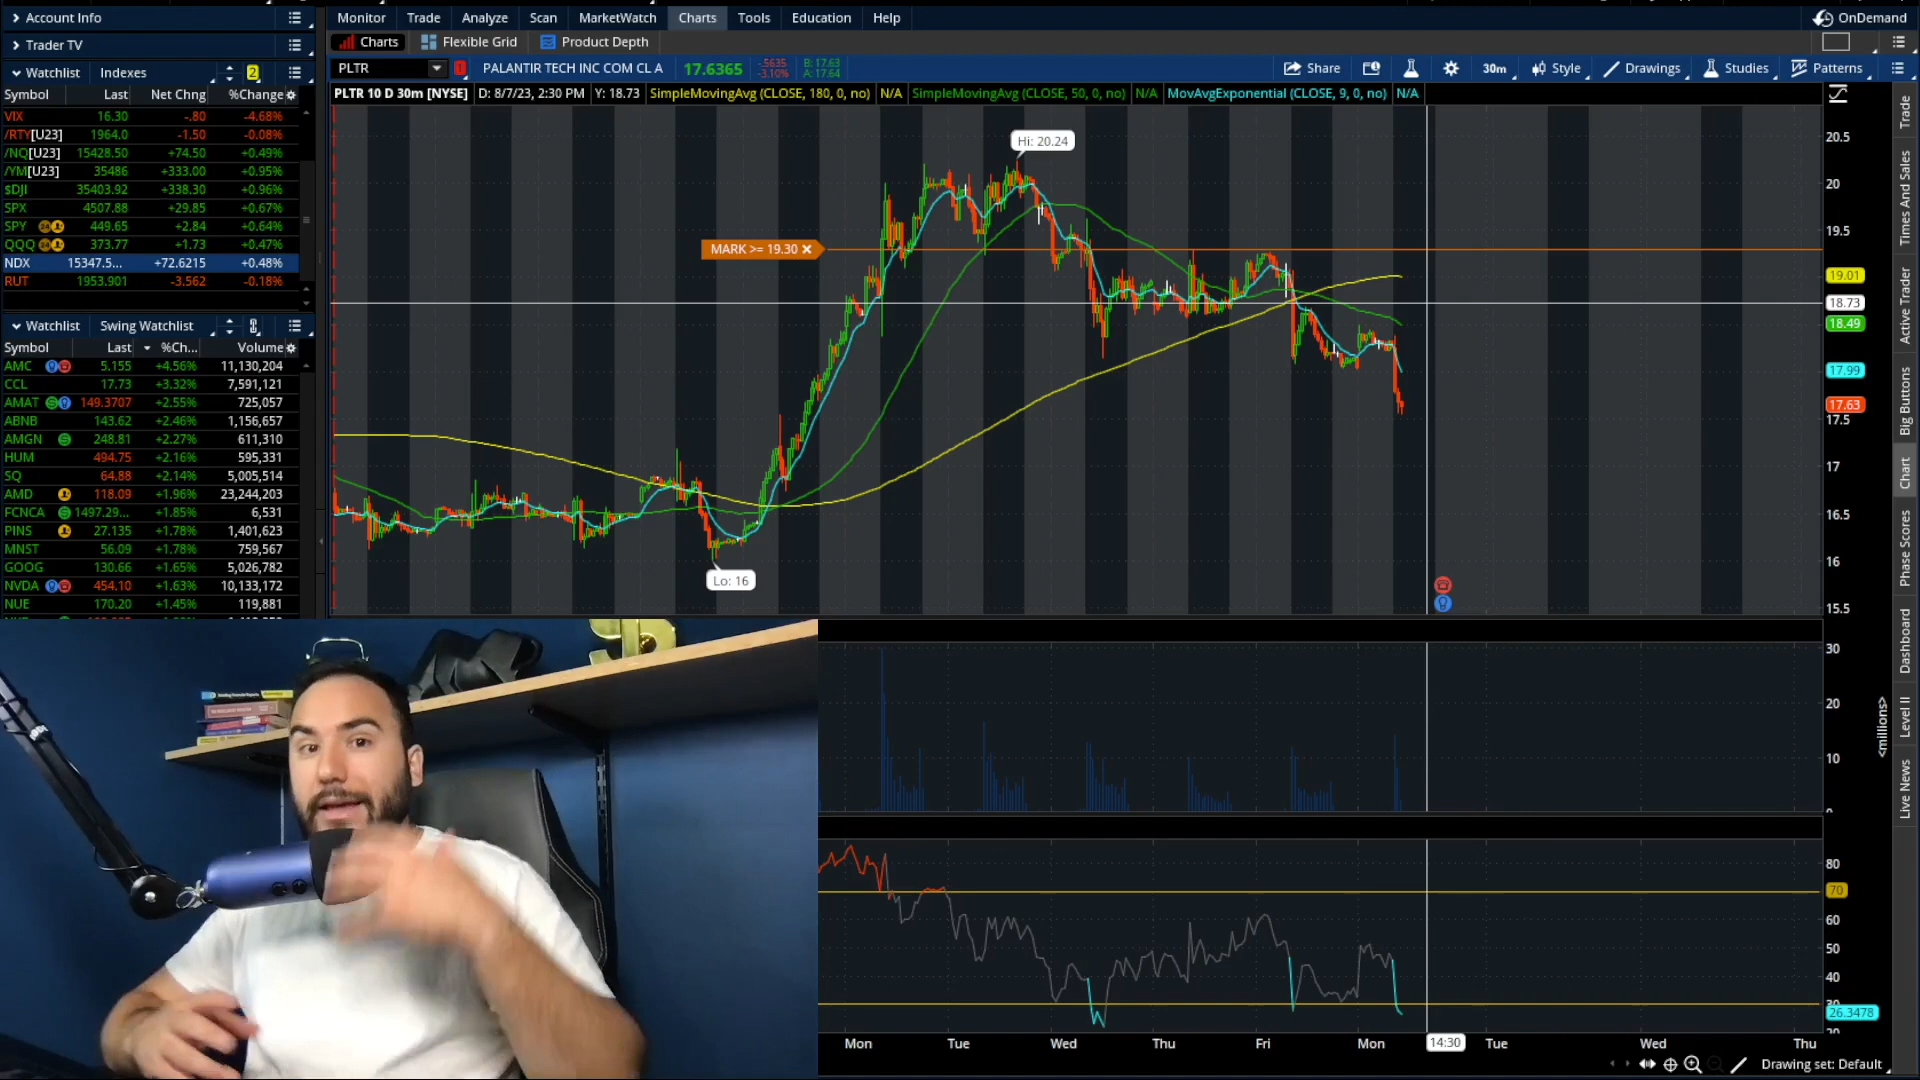 Account Info
Trader TV
Watchlist Indexes 2
Symbol Last Net Chng %Change
VIX 16.30 -.80 -4.68%
/RTY[U23] 1964.0 -1.50 -0.08%
/NQ[U23] 15428.50 +74.50 +0.49%
/YM[U23] 35486 +333.00 +0.95%
$DJI 35403.92 +338.30 +0.96%
SPX 4507.88 +29.85 +0.67%
SPY 449.65 +2.84 +0.64%
QQQ 373.77 +1.73 +0.47%
NDX 15347.5... +72.6215 +0.48%
RUT 1953.901 -3.562 -0.18%
Watchlist Swing Watchlist
Symbol Last %Ch... Volume
AMC 5.155 +4.56% 11,130,204
CCL 17.73 +3.32% 7,591,121
AMAT 149.3707 +2.55% 725,057
ABNB 143.62 +2.46% 1,156,657
AMGN 248.81 +2.27% 611,310
HUM 494.75 +2.16% 595,331
SQ 64.88 +2.14% 5,005,514
AMD 118.09 +1.96% 23,244,203
FCNCA 1497.29... +1.85% 6,531
PINS 27.135 +1.78% 1,401,623
MNST 56.09 +1.78% 759,567
GOOG 130.66 +1.65% 5,026,782
NVDA 454.10 +1.63% 10,133,172
NUE 170.20 +1.45% 119,881
Monitor Trade Analyze Scan MarketWatch Charts Tools Education Help OnDemand
Charts Flexible Grid Product Depth
PLTR PALANTIR TECH INC COM CL A 17.6365 -.5635 -3.10% B: 17.63 A: 17.64 Share 30m Style Drawings Studies Patterns
PLTR 10 D 30m [NYSE] D: 8/7/23, 2:30 PM Y: 18.73 SimpleMovingAvg (CLOSE, 180, 0, no) N/A SimpleMovingAvg (CLOSE, 50, 0, no) N/A MovAvgExponential (CLOSE, 9, 0, no) N/A
Hi: 20.24
MARK >= 19.30
Lo: 16
20.5
20
19.5
19.01
18.73
18.49
17.99
17.63
17.5
17
16.5
16
15.5
30
20
10
<millions>
80
70
60
50
40
30
26.3478
20
Mon Tue Wed Thu Fri Mon 14:30 Tue Wed Thu
Drawing set: Default
Trade
Times And Sales
Active Trader
Big Buttons
Chart
Phase Scores
Dashboard
Level II
Live News